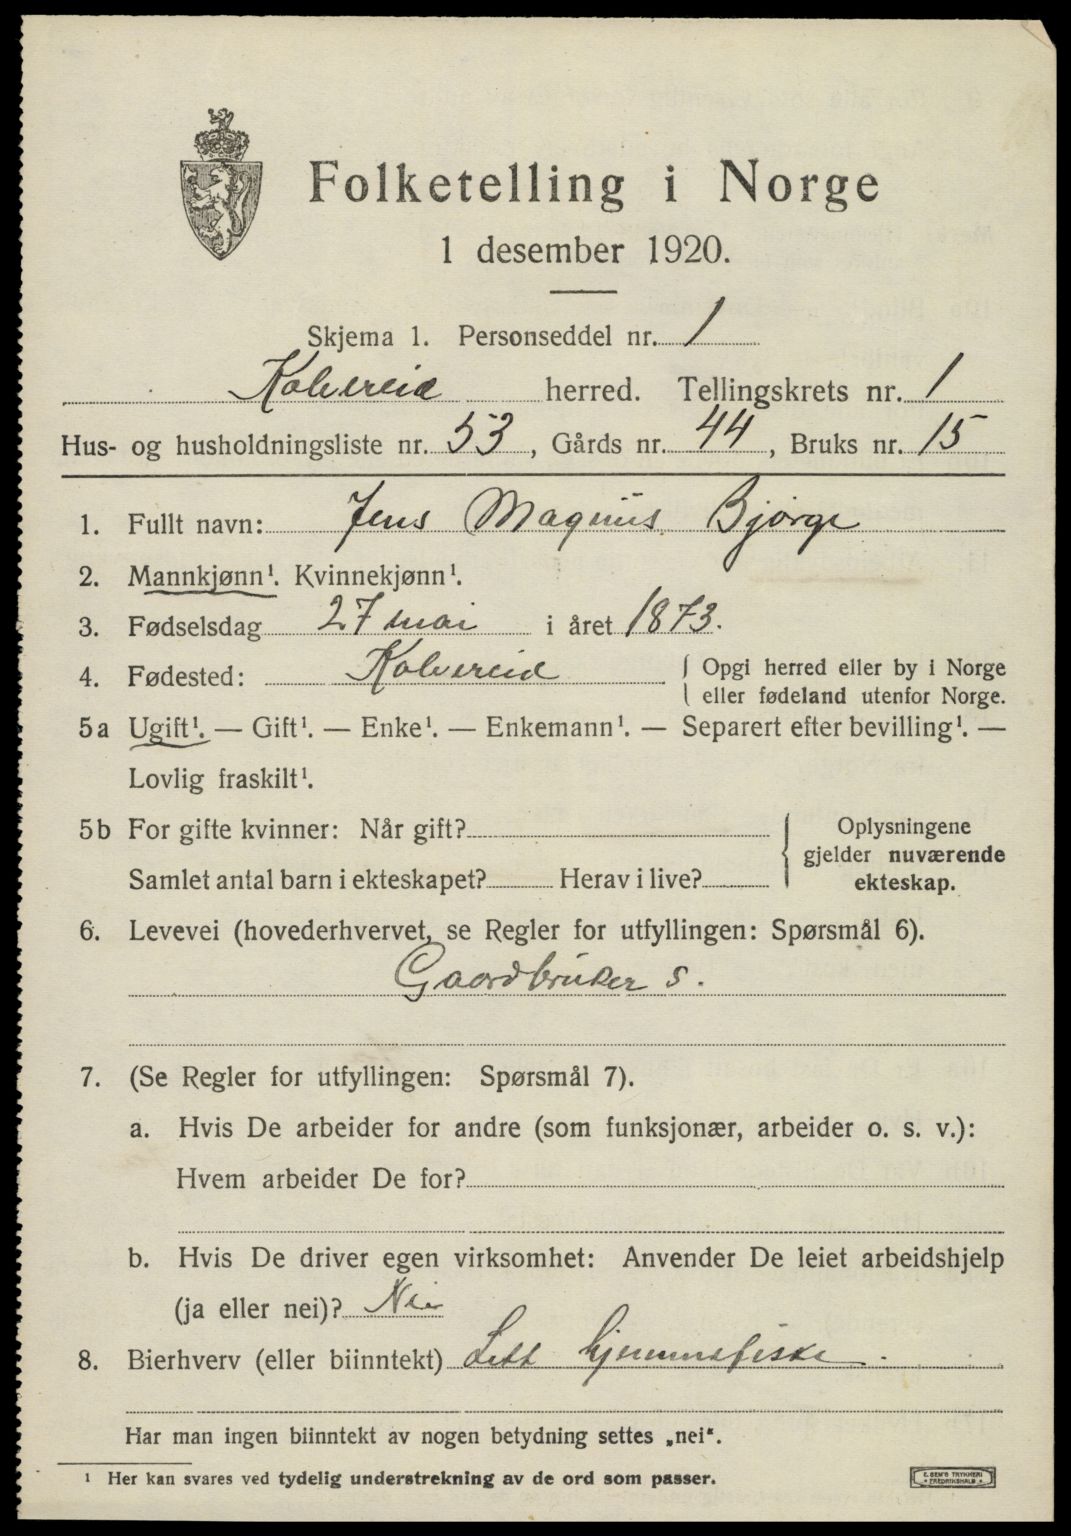 Folketelling i Norge
1 desember 1920.
Skjema 1. Personseddel nr. 1
Kolvereid herred. Tellingskrets nr. 1
Hus- og husholdningsliste nr. 53, Gårds nr. 44, Bruks nr. 15
1. Fullt navn: Jens Magnus Bjørge
2. Mannkjønn¹. Kvinnekjønn¹.
3. Fødselsdag 27 mai i året 1873.
4. Fødested: Kolvereid { Opgi herred eller by i Norge
eller fødeland utenfor Norge.
5a Ugift¹. — Gift¹. — Enke¹. — Enkemann¹. — Separert efter bevilling¹. —
Lovlig fraskilt¹.
5b For gifte kvinner: Når gift?
Samlet antal barn i ekteskapet? Herav i live?
Oplysningene
gjelder nuværende
ekteskap.
6. Levevei (hovederhvervet, se Regler for utfyllingen: Spørsmål 6).
Gaardbruker s.
7. (Se Regler for utfyllingen: Spørsmål 7).
a. Hvis De arbeider for andre (som funksjonær, arbeider o. s. v.):
Hvem arbeider De for?
b. Hvis De driver egen virksomhet: Anvender De leiet arbeidshjelp
(ja eller nei)? Nei
8. Bierhverv (eller biinntekt) Litt hjemmefiske.
Har man ingen biinntekt av nogen betydning settes „nei“.
¹ Her kan svares ved tydelig understrekning av de ord som passer.
E. SEM'S TRYKKERI
FREDRIKSHALD